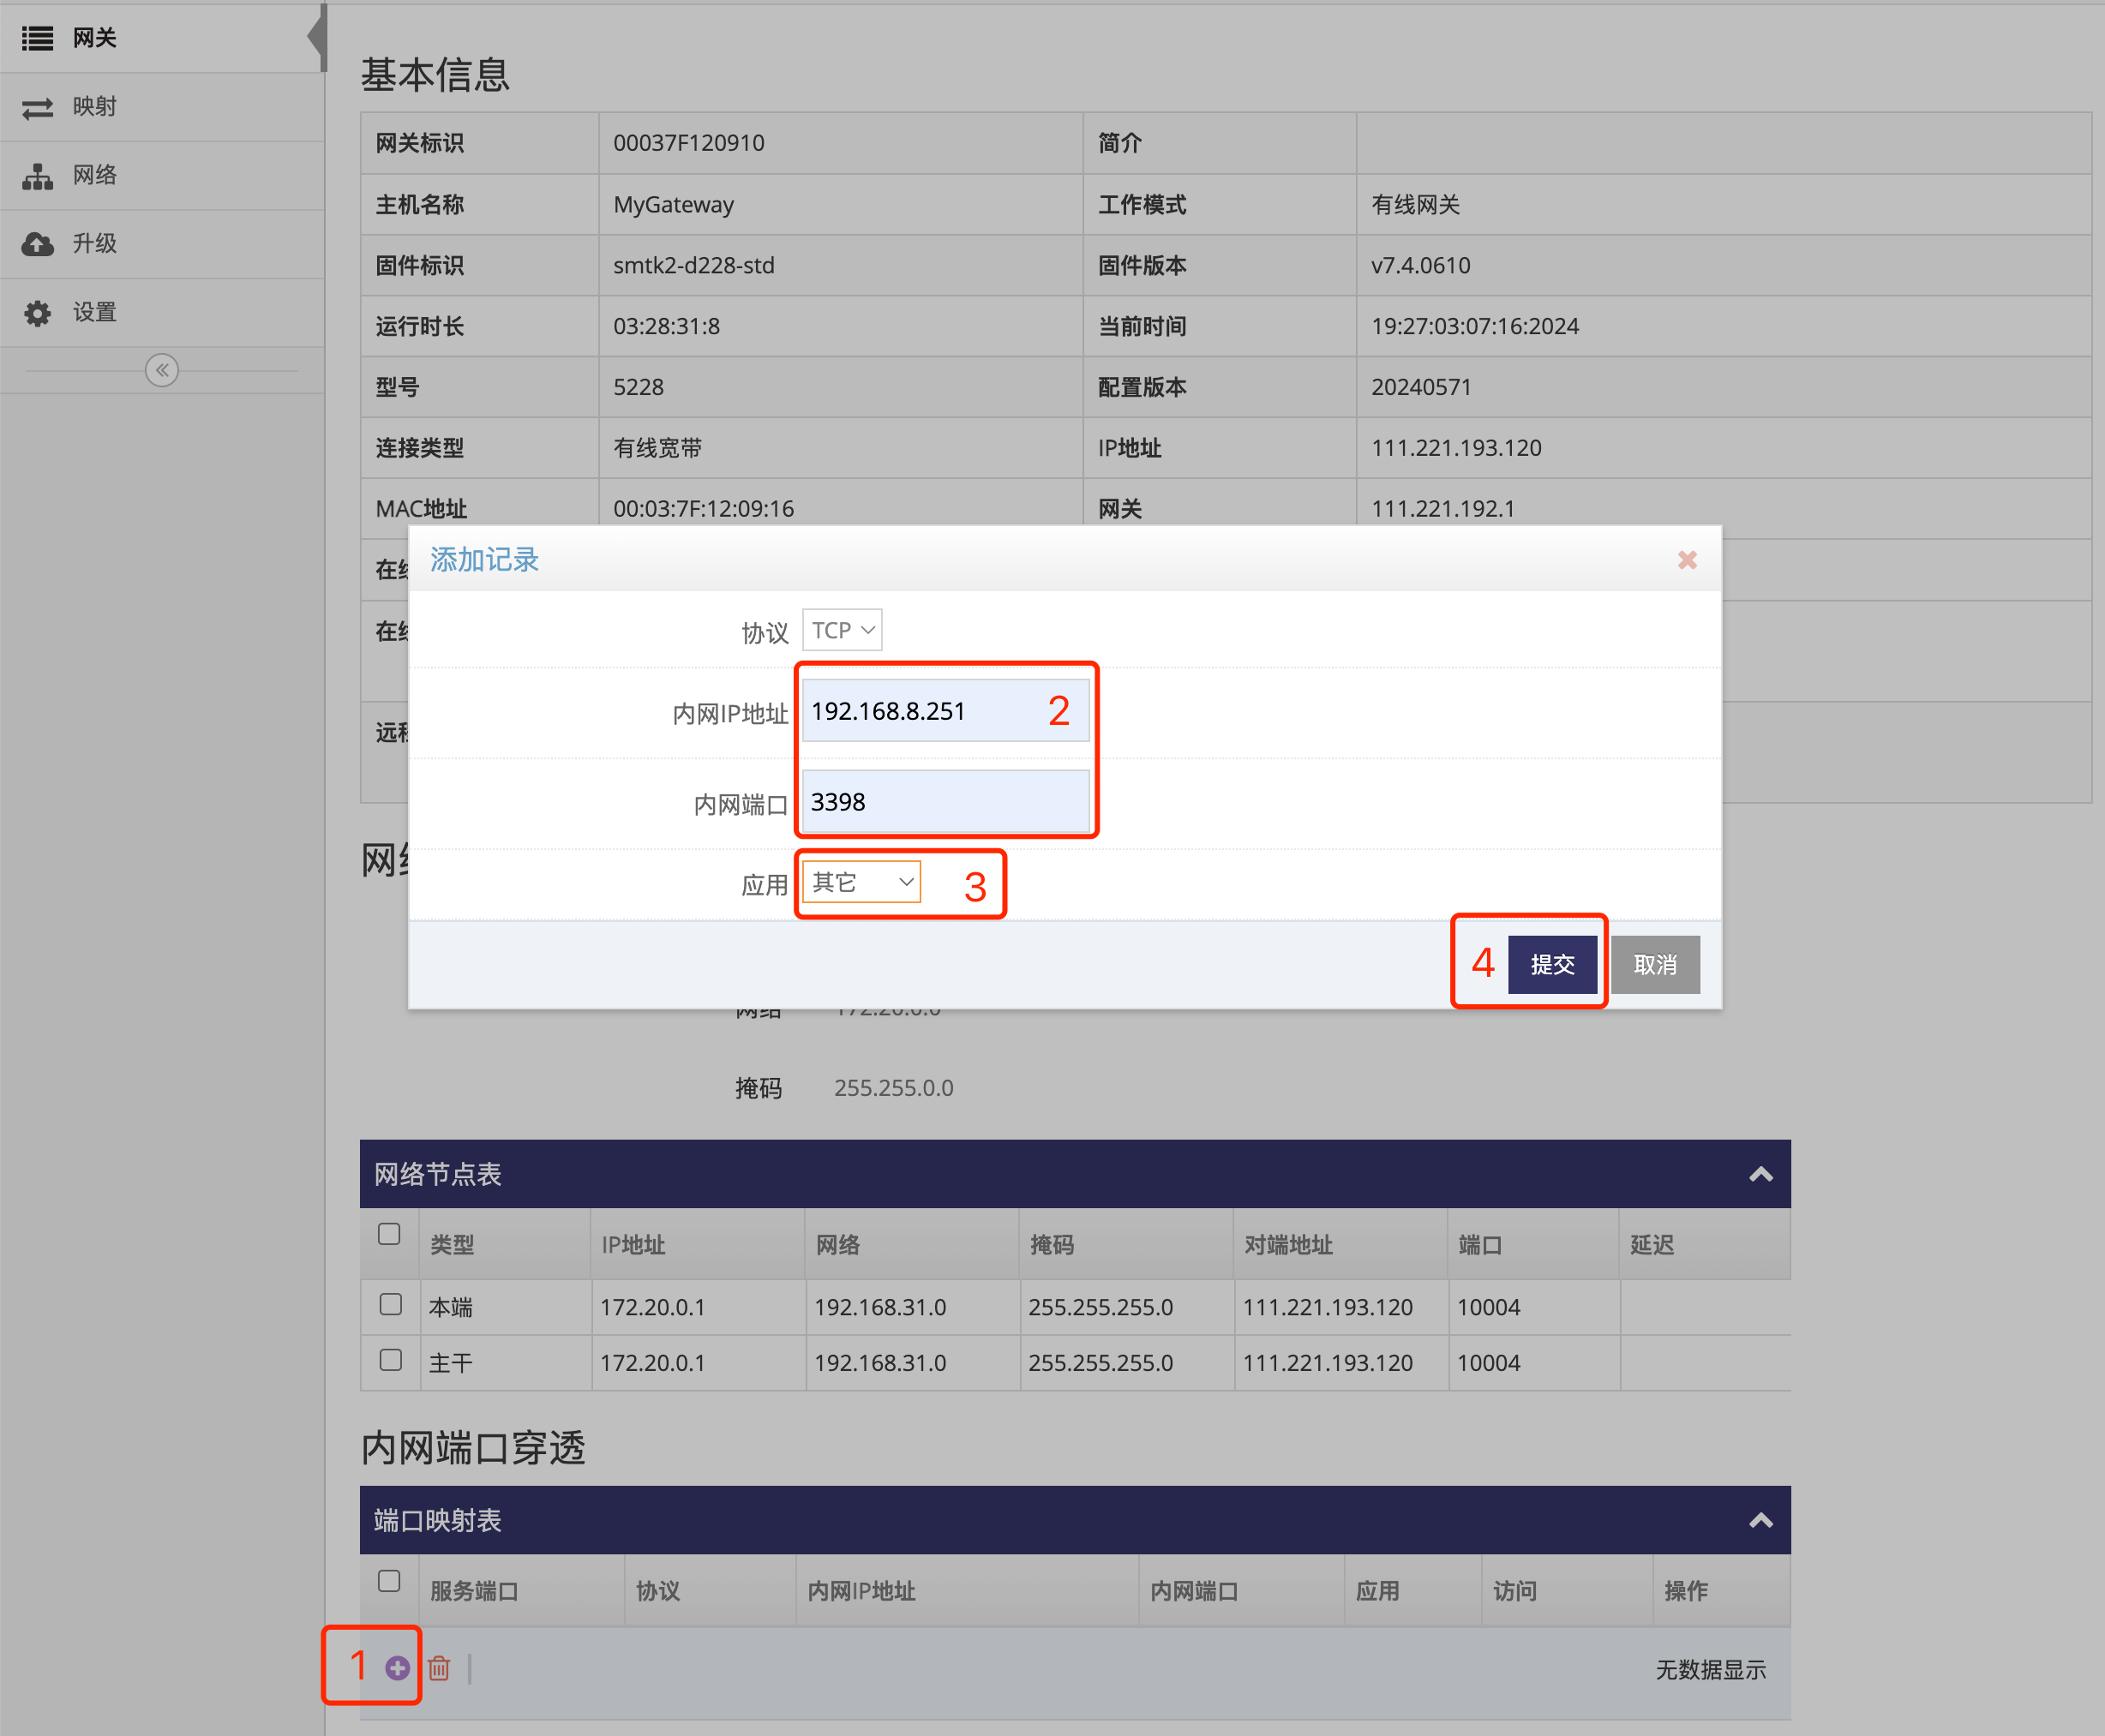 网关
映射
网络
升级
设置
基本信息
网关标识 00037F120910 简介
主机名称 MyGateway 工作模式 有线网关
固件标识 smtk2-d228-std 固件版本 v7.4.0610
运行时长 03:28:31:8 当前时间 19:27:03:07:16:2024
型号 5228 配置版本 20240571
连接类型 有线宽带 IP地址 111.221.193.120
MAC地址 00:03:7F:12:09:16 网关 111.221.192.1
在
在
远
添加记录
协议 TCP
内网IP地址 192.168.8.251 2
内网端口 3398
应用 其它 3
4 提交 取消
网
网络 172.20.0.0
掩码 255.255.0.0
网络节点表
类型 IP地址 网络 掩码 对端地址 端口 延迟
本端 172.20.0.1 192.168.31.0 255.255.255.0 111.221.193.120 10004
主干 172.20.0.1 192.168.31.0 255.255.255.0 111.221.193.120 10004
内网端口穿透
端口映射表
服务端口 协议 内网IP地址 内网端口 应用 访问 操作
1 无数据显示